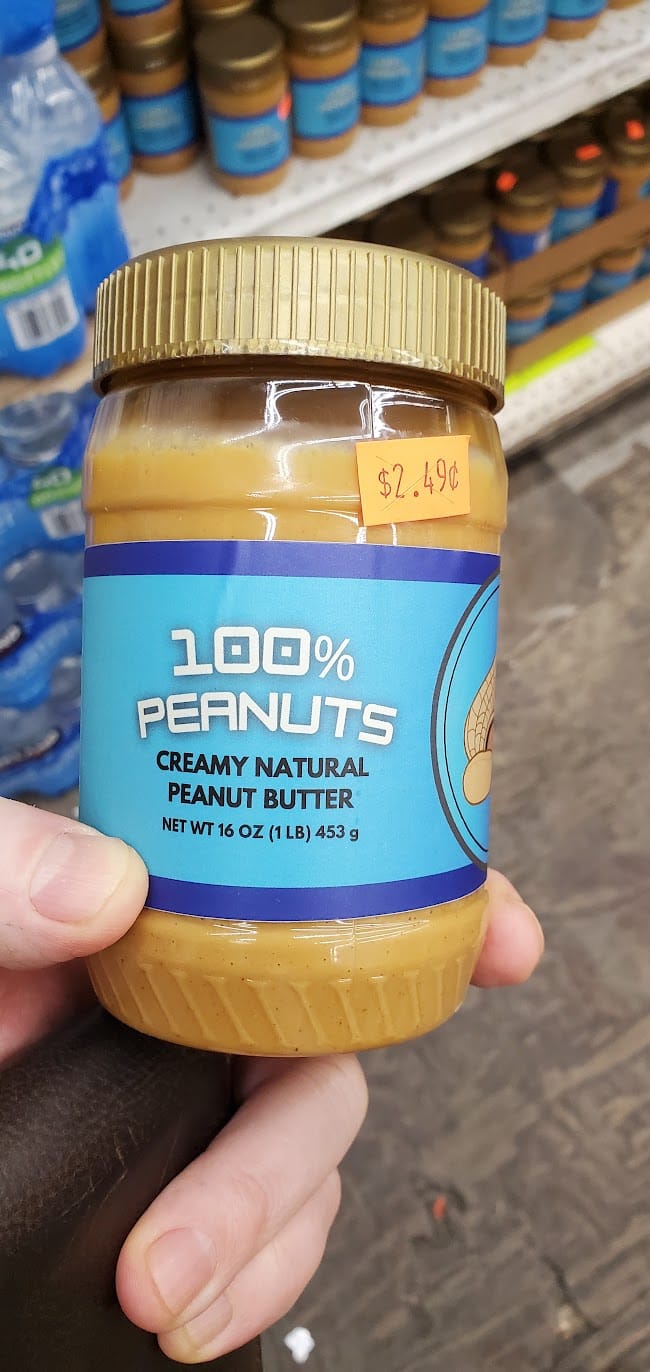 $2.49¢
100%
PEANUTS
CREAMY NATURAL
PEANUT BUTTER
NET WT 16 OZ (1 LB) 453 g